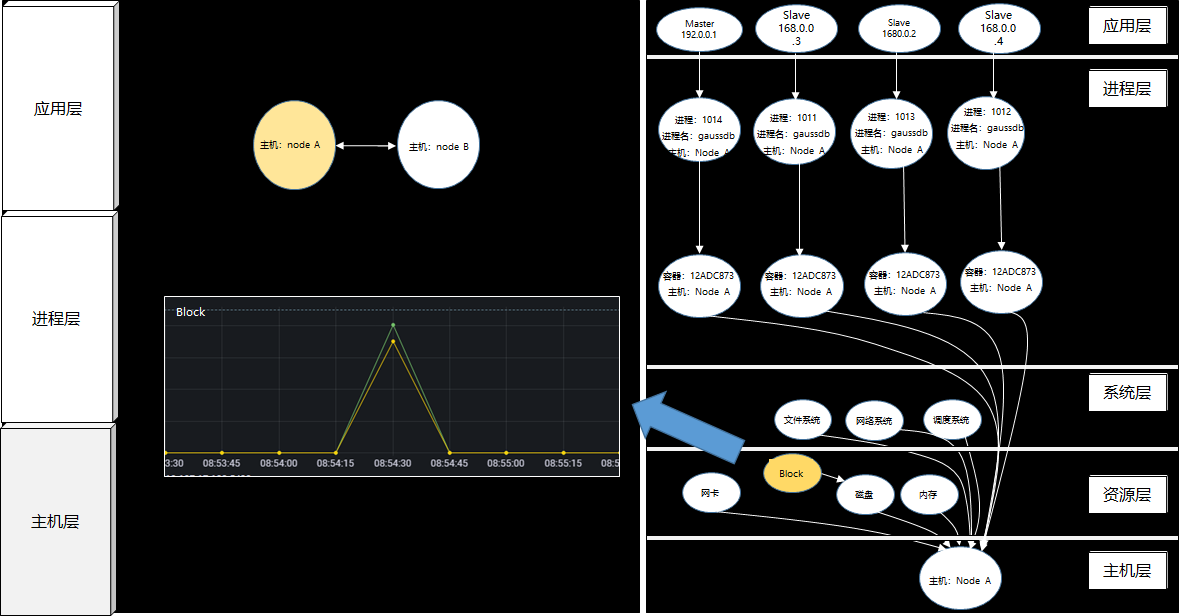 应用层
进程层
主机层
主机：node A
主机：node B
Block
3:30 08:53:45 08:54:00 08:54:15 08:54:30 08:54:45 08:55:00 08:55:15 08:5
Master
192.0.0.1
Slave
168.0.0
.3
Slave
1680.0.2
Slave
168.0.0
.4
应用层
进程：1014
进程名：gaussdb
主机：Node A
进程：1011
进程名：gaussdb
主机：Node A
进程：1013
进程名：gaussdb
主机：Node A
进程：1012
进程名：gaussdb
主机：Node A
进程层
容器：12ADC873
主机：Node A
容器：12ADC873
主机：Node A
容器：12ADC873
主机：Node A
容器：12ADC873
主机：Node A
文件系统
网络系统
调度系统
系统层
网卡
Block
磁盘
内存
资源层
主机：Node A
主机层